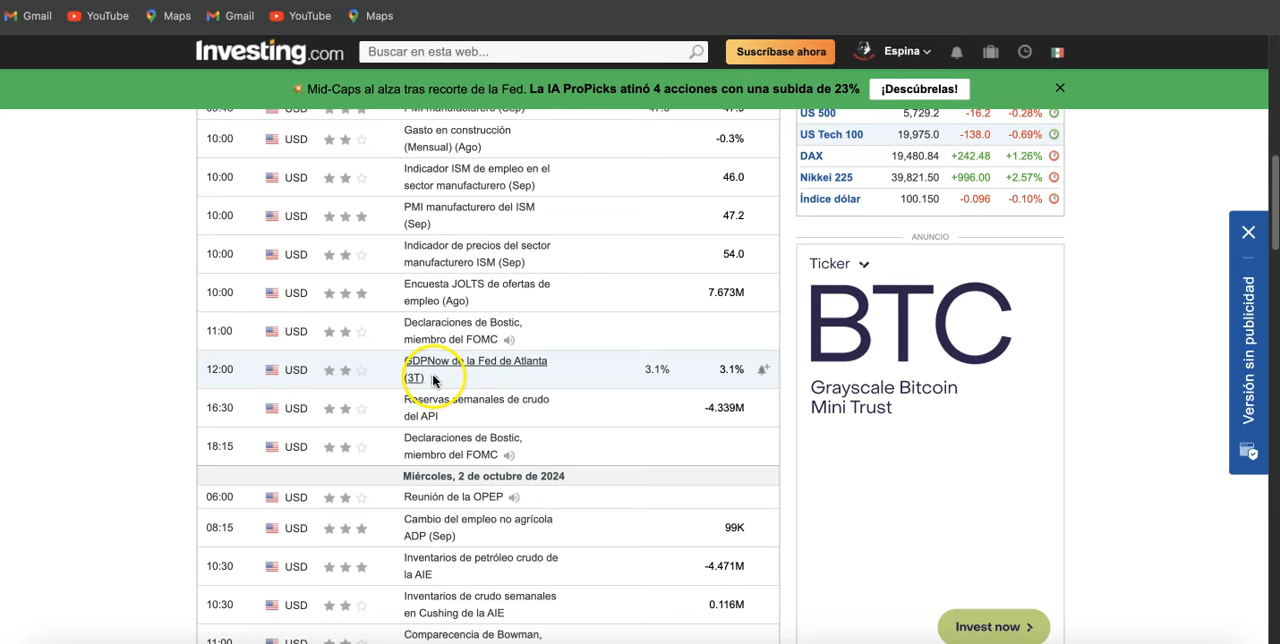 Gmail YouTube Maps Gmail YouTube Maps
Investing.com Buscar en esta web... Suscríbase ahora Espina
Mid-Caps al alza tras recorte de la Fed. La IA ProPicks atinó 4 acciones con una subida de 23% ¡Descúbrelas!
PMI manufacturero (Sep)
10:00 USD Gasto en construcción
(Mensual) (Ago) -0.3%
10:00 USD Indicador ISM de empleo en el
sector manufacturero (Sep) 46.0
10:00 USD PMI manufacturero del ISM
(Sep) 47.2
10:00 USD Indicador de precios del sector
manufacturero ISM (Sep) 54.0
10:00 USD Encuesta JOLTS de ofertas de
empleo (Ago) 7.673M
11:00 USD Declaraciones de Bostic,
miembro del FOMC
12:00 USD GDPNow de la Fed de Atlanta
(3T) 3.1% 3.1%
16:30 USD Reservas semanales de crudo
del API -4.339M
18:15 USD Declaraciones de Bostic,
miembro del FOMC
Miércoles, 2 de octubre de 2024
06:00 USD Reunión de la OPEP
08:15 USD Cambio del empleo no agrícola
ADP (Sep) 99K
10:30 USD Inventarios de petróleo crudo de
la AIE -4.471M
10:30 USD Inventarios de crudo semanales
en Cushing de la AIE 0.116M
11:00 USD Comparecencia de Bowman,
US 500 5,729.2 -16.2 -0.28%
US Tech 100 19,975.0 -138.0 -0.69%
DAX 19,480.84 +242.48 +1.26%
Nikkei 225 39,821.50 +996.00 +2.57%
Índice dólar 100.150 -0.096 -0.10%
ANUNCIO
Ticker
BTC
Grayscale Bitcoin
Mini Trust
Invest now
Versión sin publicidad